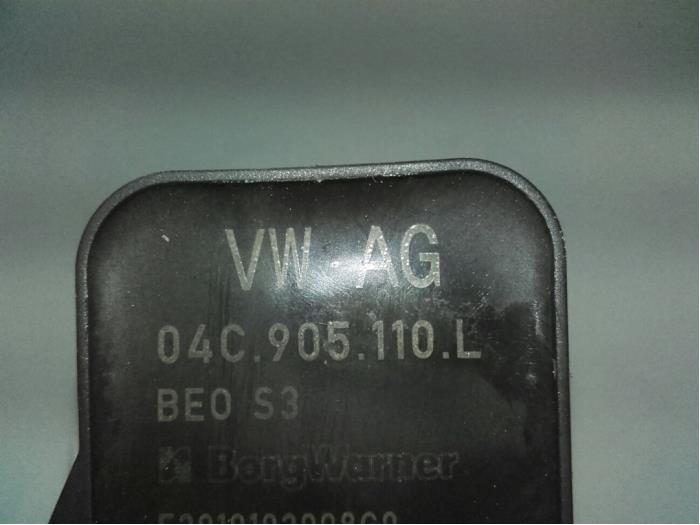 VW AG
04C.905.110.L
BEO S3
BorgWarner